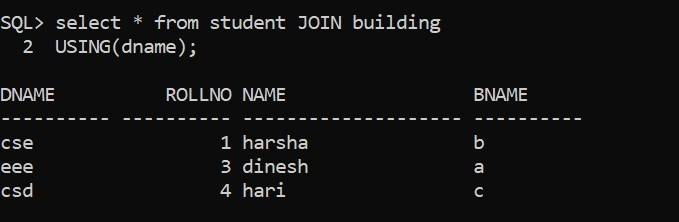 SQL> select * from student JOIN building
  2  USING(dname);
DNAME          ROLLNO NAME                 BNAME
---------- ---------- -------------------- ----------
cse                 1 harsha               b
eee                 3 dinesh               a
csd                 4 hari                 c